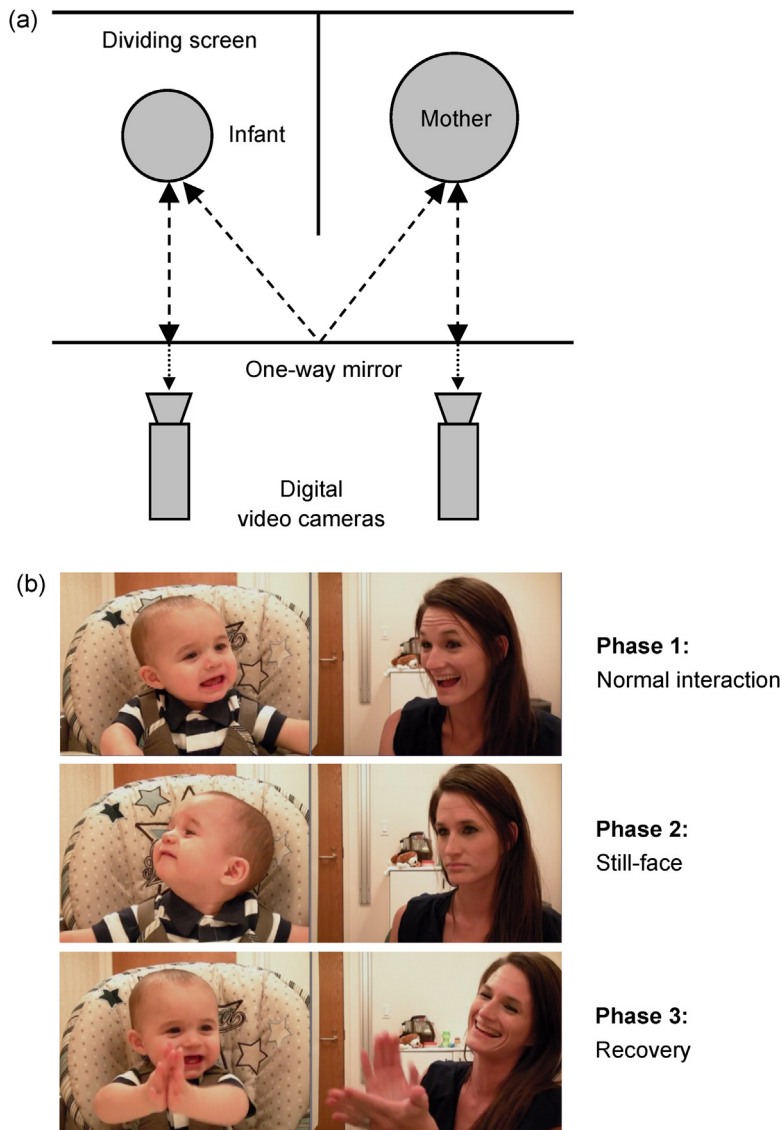 (a)
Dividing screen
Infant
Mother
One-way mirror
Digital
video cameras
(b)
Phase 1:
Normal interaction
Phase 2:
Still-face
Phase 3:
Recovery